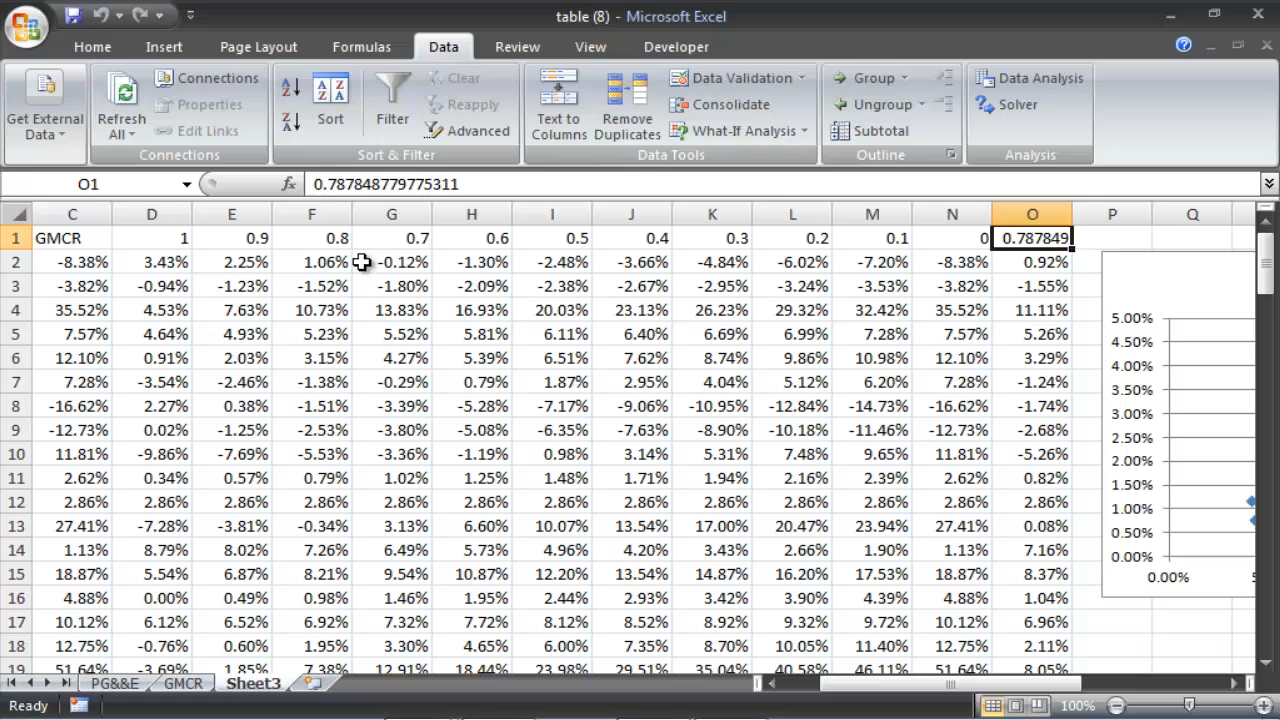 table (8) - Microsoft Excel
Home Insert Page Layout Formulas Data Review View Developer
Get External Data
Refresh All
Connections
Properties
Edit Links
Connections
Sort
Filter
Clear
Reapply
Advanced
Sort & Filter
Text to Columns
Remove Duplicates
Data Validation
Consolidate
What-If Analysis
Data Tools
Group
Ungroup
Subtotal
Outline
Data Analysis
Solver
Analysis
O1 fx 0.787848779775311
C D E F G H I J K L M N O P Q
1 GMCR 1 0.9 0.8 0.7 0.6 0.5 0.4 0.3 0.2 0.1 0 0.787849
2 -8.38% 3.43% 2.25% 1.06% -0.12% -1.30% -2.48% -3.66% -4.84% -6.02% -7.20% -8.38% 0.92%
3 -3.82% -0.94% -1.23% -1.52% -1.80% -2.09% -2.38% -2.67% -2.95% -3.24% -3.53% -3.82% -1.55%
4 35.52% 4.53% 7.63% 10.73% 13.83% 16.93% 20.03% 23.13% 26.23% 29.32% 32.42% 35.52% 11.11%
5 7.57% 4.64% 4.93% 5.23% 5.52% 5.81% 6.11% 6.40% 6.69% 6.99% 7.28% 7.57% 5.26%
6 12.10% 0.91% 2.03% 3.15% 4.27% 5.39% 6.51% 7.62% 8.74% 9.86% 10.98% 12.10% 3.29%
7 7.28% -3.54% -2.46% -1.38% -0.29% 0.79% 1.87% 2.95% 4.04% 5.12% 6.20% 7.28% -1.24%
8 -16.62% 2.27% 0.38% -1.51% -3.39% -5.28% -7.17% -9.06% -10.95% -12.84% -14.73% -16.62% -1.74%
9 -12.73% 0.02% -1.25% -2.53% -3.80% -5.08% -6.35% -7.63% -8.90% -10.18% -11.46% -12.73% -2.68%
10 11.81% -9.86% -7.69% -5.53% -3.36% -1.19% 0.98% 3.14% 5.31% 7.48% 9.65% 11.81% -5.26%
11 2.62% 0.34% 0.57% 0.79% 1.02% 1.25% 1.48% 1.71% 1.94% 2.16% 2.39% 2.62% 0.82%
12 2.86% 2.86% 2.86% 2.86% 2.86% 2.86% 2.86% 2.86% 2.86% 2.86% 2.86% 2.86% 2.86%
13 27.41% -7.28% -3.81% -0.34% 3.13% 6.60% 10.07% 13.54% 17.00% 20.47% 23.94% 27.41% 0.08%
14 1.13% 8.79% 8.02% 7.26% 6.49% 5.73% 4.96% 4.20% 3.43% 2.66% 1.90% 1.13% 7.16%
15 18.87% 5.54% 6.87% 8.21% 9.54% 10.87% 12.20% 13.54% 14.87% 16.20% 17.53% 18.87% 8.37%
16 4.88% 0.00% 0.49% 0.98% 1.46% 1.95% 2.44% 2.93% 3.42% 3.90% 4.39% 4.88% 1.04%
17 10.12% 6.12% 6.52% 6.92% 7.32% 7.72% 8.12% 8.52% 8.92% 9.32% 9.72% 10.12% 6.96%
18 12.75% -0.76% 0.60% 1.95% 3.30% 4.65% 6.00% 7.35% 8.70% 10.05% 11.40% 12.75% 2.11%
19 51.64% -3.69% 1.85% 7.38% 12.91% 18.44% 23.98% 29.51% 35.04% 40.58% 46.11% 51.64% 8.05%
5.00%
4.50%
4.00%
3.50%
3.00%
2.50%
2.00%
1.50%
1.00%
0.50%
0.00%
0.00%
PG&&E GMCR Sheet3
Ready 100%